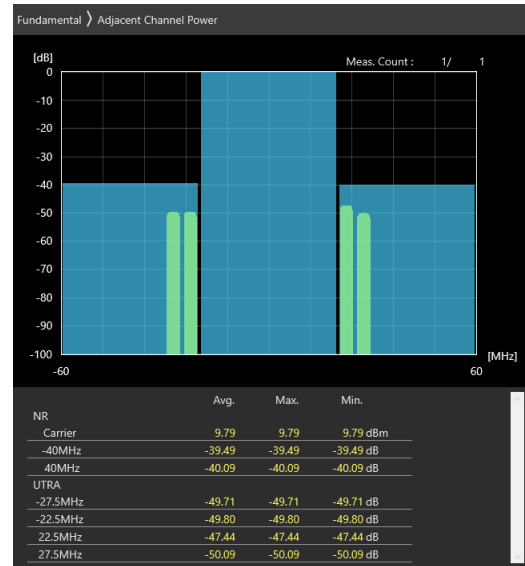 Fundamental 〉 Adjacent Channel Power
[dB]
Meas. Count : 1/ 1
0
-10
-20
-30
-40
-50
-60
-70
-80
-90
-100
[MHz]
-60 60
Avg. Max. Min.
NR
Carrier 9.79 9.79 9.79 dBm
-40MHz -39.49 -39.49 -39.49 dB
40MHz -40.09 -40.09 -40.09 dB
UTRA
-27.5MHz -49.71 -49.71 -49.71 dB
-22.5MHz -49.80 -49.80 -49.80 dB
22.5MHz -47.44 -47.44 -47.44 dB
27.5MHz -50.09 -50.09 -50.09 dB